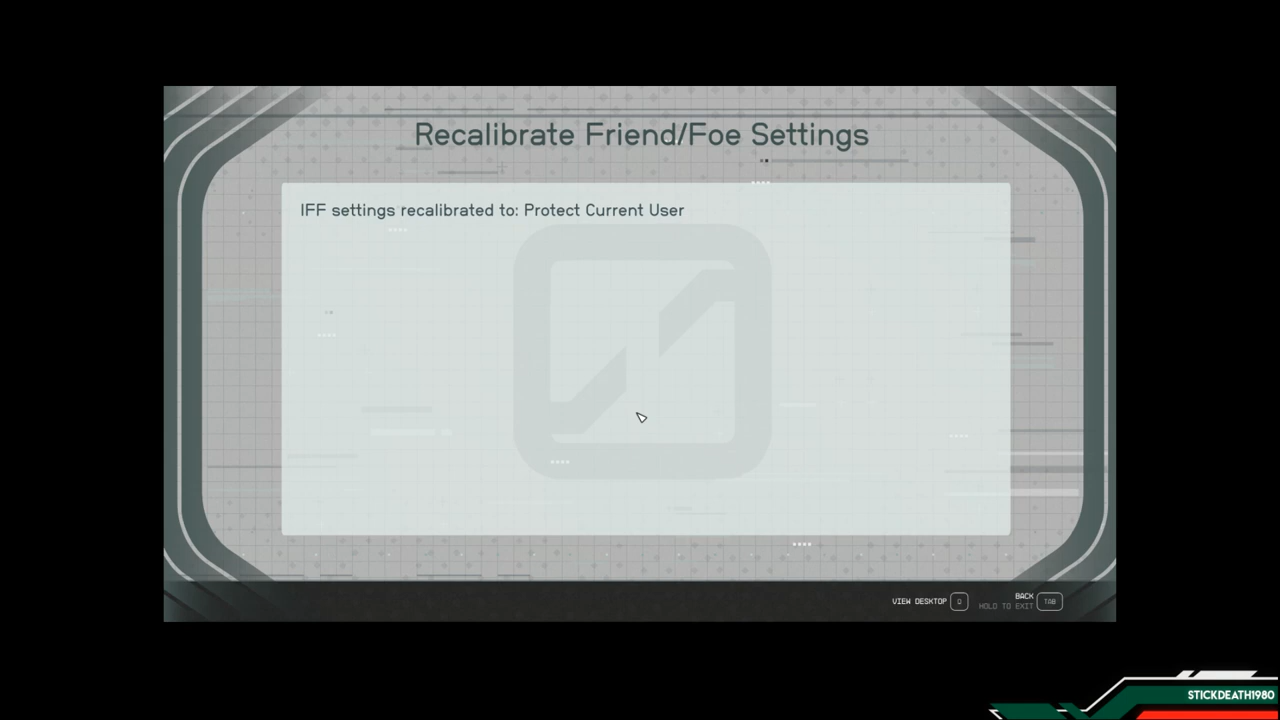 Recalibrate Friend/Foe Settings
IFF settings recalibrated to: Protect Current User
VIEW DESKTOP Q
BACK
HOLD TO EXIT TAB
STICKDEATH1980